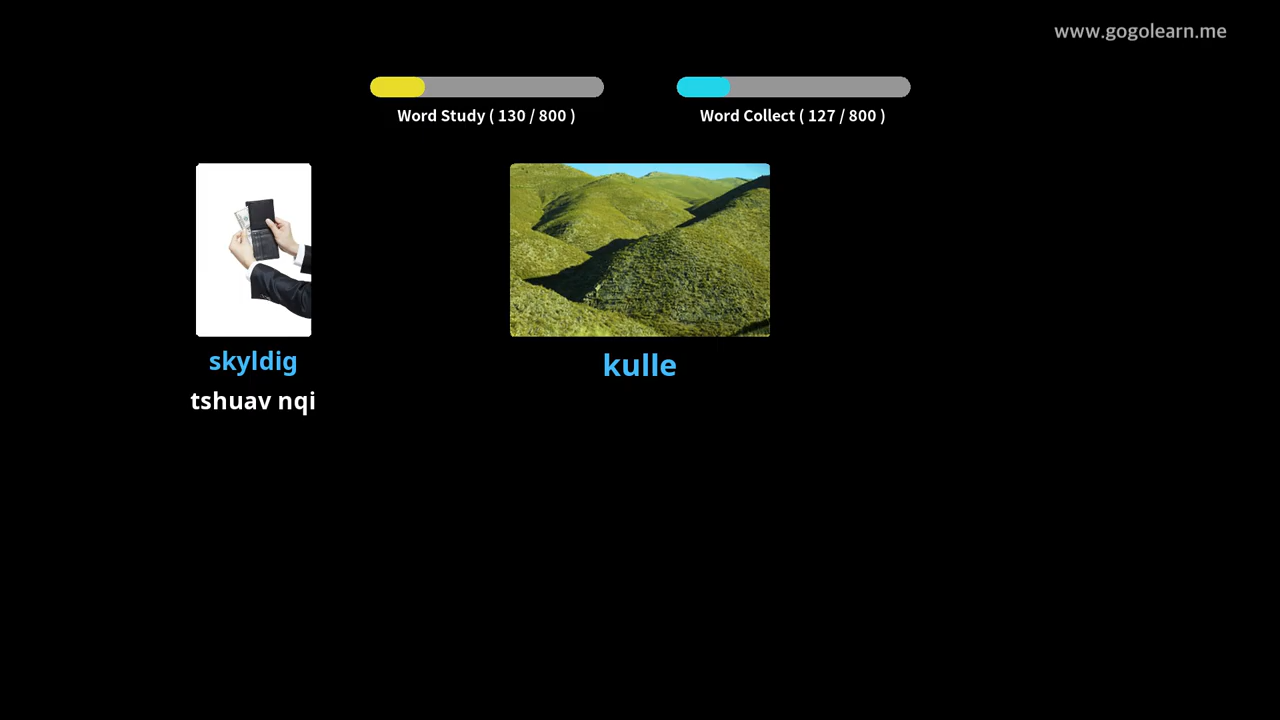 www.gogolearn.me
Word Study ( 130 / 800 )
Word Collect ( 127 / 800 )
skyldig
tshuav nqi
kulle